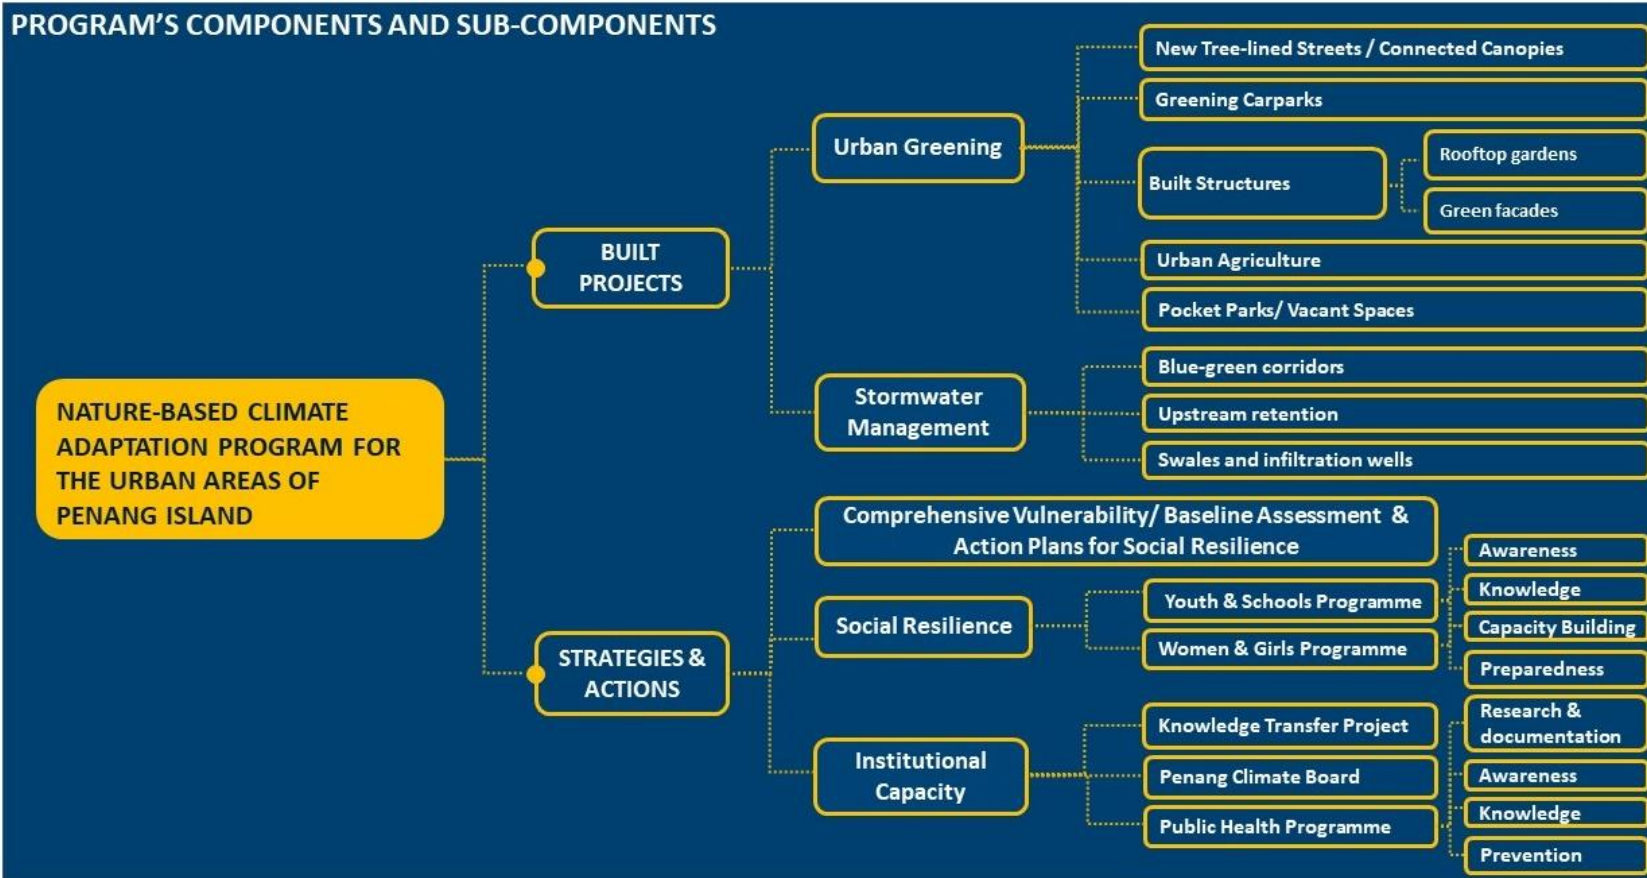 PROGRAM'S COMPONENTS AND SUB-COMPONENTS
NATURE-BASED CLIMATE
ADAPTATION PROGRAM FOR
THE URBAN AREAS OF
PENANG ISLAND
BUILT
PROJECTS
Urban Greening
New Tree-lined Streets / Connected Canopies
Greening Carparks
Built Structures
Rooftop gardens
Green facades
Urban Agriculture
Pocket Parks/ Vacant Spaces
Stormwater
Management
Blue-green corridors
Upstream retention
Swales and infiltration wells
STRATEGIES &
ACTIONS
Comprehensive Vulnerability/ Baseline Assessment &
Action Plans for Social Resilience
Social Resilience
Youth & Schools Programme
Women & Girls Programme
Awareness
Knowledge
Capacity Building
Preparedness
Institutional
Capacity
Knowledge Transfer Project
Penang Climate Board
Public Health Programme
Research &
documentation
Awareness
Knowledge
Prevention